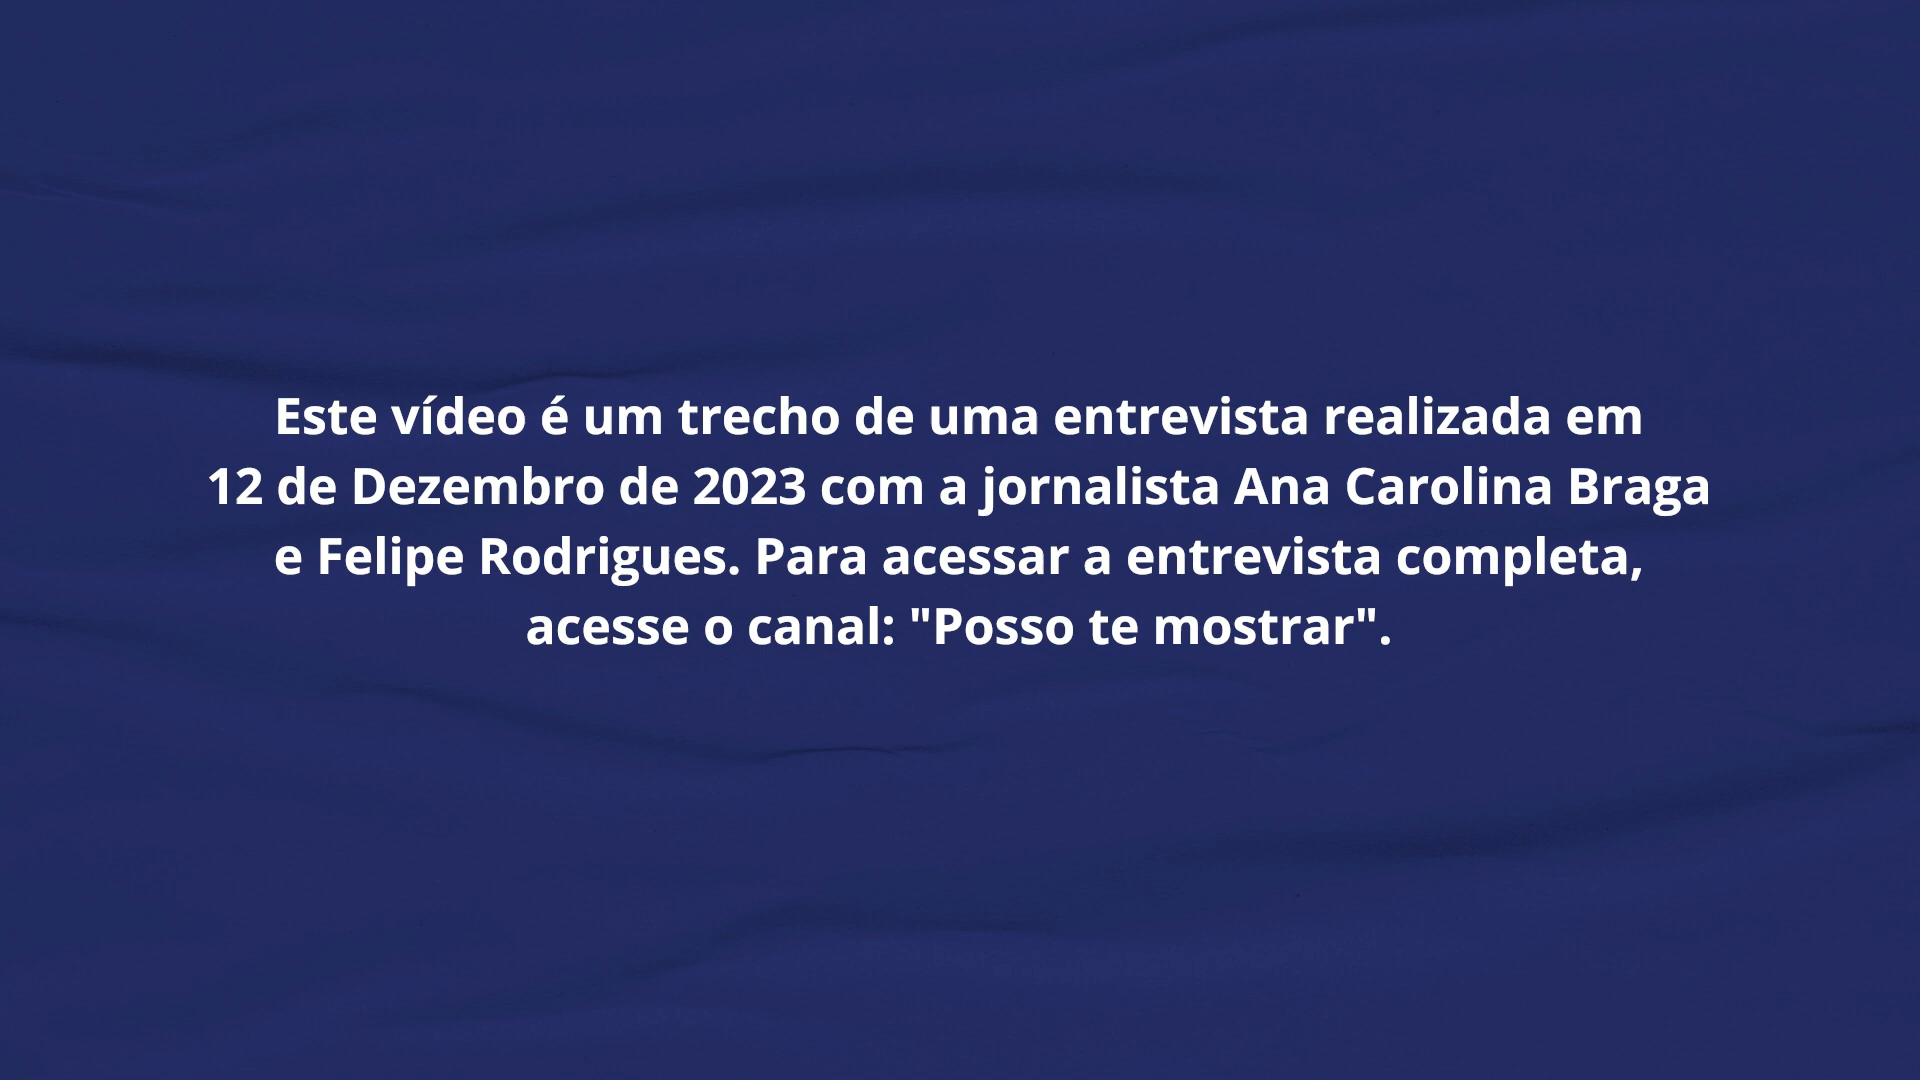 Este vídeo é um trecho de uma entrevista realizada em
12 de Dezembro de 2023 com a jornalista Ana Carolina Braga
e Felipe Rodrigues. Para acessar a entrevista completa,
acesse o canal: "Posso te mostrar".